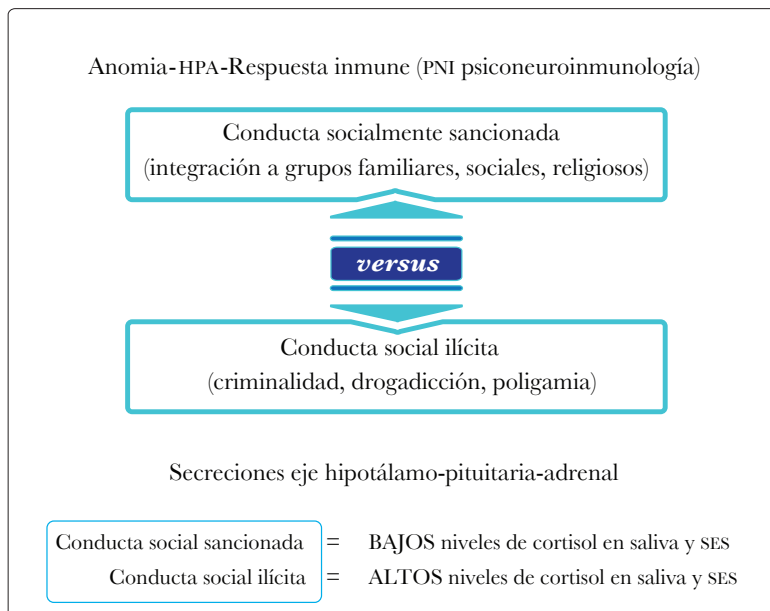 Anomia-HPA-Respuesta inmune (PNI psiconeuroinmunología)
Conducta socialmente sancionada
(integración a grupos familiares, sociales, religiosos)
versus
Conducta social ilícita
(criminalidad, drogadicción, poligamia)
Secreciones eje hipotálamo-pituitaria-adrenal
Conducta social sancionada = BAJOS niveles de cortisol en saliva y SES
Conducta social ilícita = ALTOS niveles de cortisol en saliva y SES